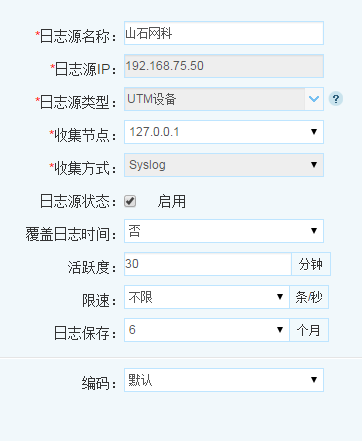 *日志源名称： 山石网科
*日志源IP： 192.168.75.50
*日志源类型： UTM设备 ?
*收集节点： 127.0.0.1
*收集方式： Syslog
日志源状态： 启用
覆盖日志时间： 否
活跃度： 30 分钟
限速： 不限 条/秒
日志保存： 6 个月
编码： 默认